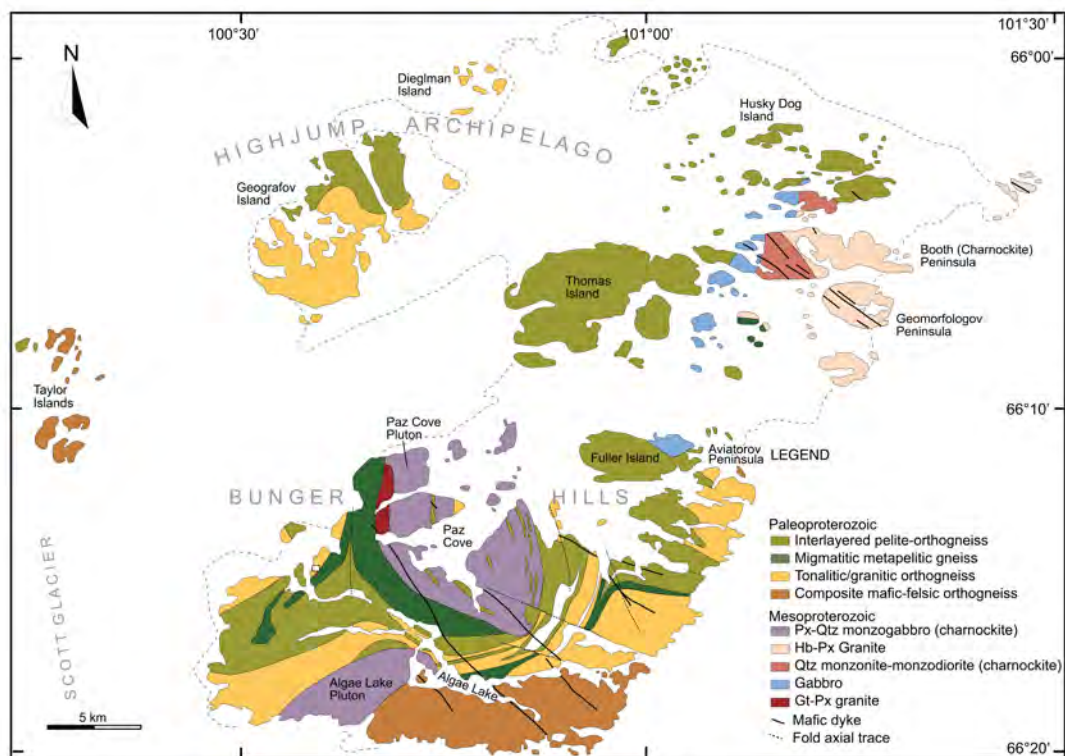 100°30'
101°00'
101°30'
66°00'
N
Dieglman
Island
Husky Dog
Island
HIGHJUMP ARCHIPELAGO
Geografov
Island
Booth (Charnockite)
Peninsula
Thomas
Island
Geomorfologov
Peninsula
Taylor
Islands
66°10'
Paz Cove
Pluton
Fuller Island
Aviatorov
Peninsula
LEGEND
BUNGER HILLS
Paz
Cove
SCOTT GLACIER
Paleoproterozoic
Interlayered pelite-orthogneiss
Migmatitic metapelitic gneiss
Tonalitic/granitic orthogneiss
Composite mafic-felsic orthogneiss
Mesoproterozoic
Px-Qtz monzogabbro (charnockite)
Hb-Px Granite
Qtz monzonite-monzodiorite (charnockite)
Gabbro
Gt-Px granite
Mafic dyke
Fold axial trace
Algae Lake
Pluton
Algae Lake
5 km
66°20'